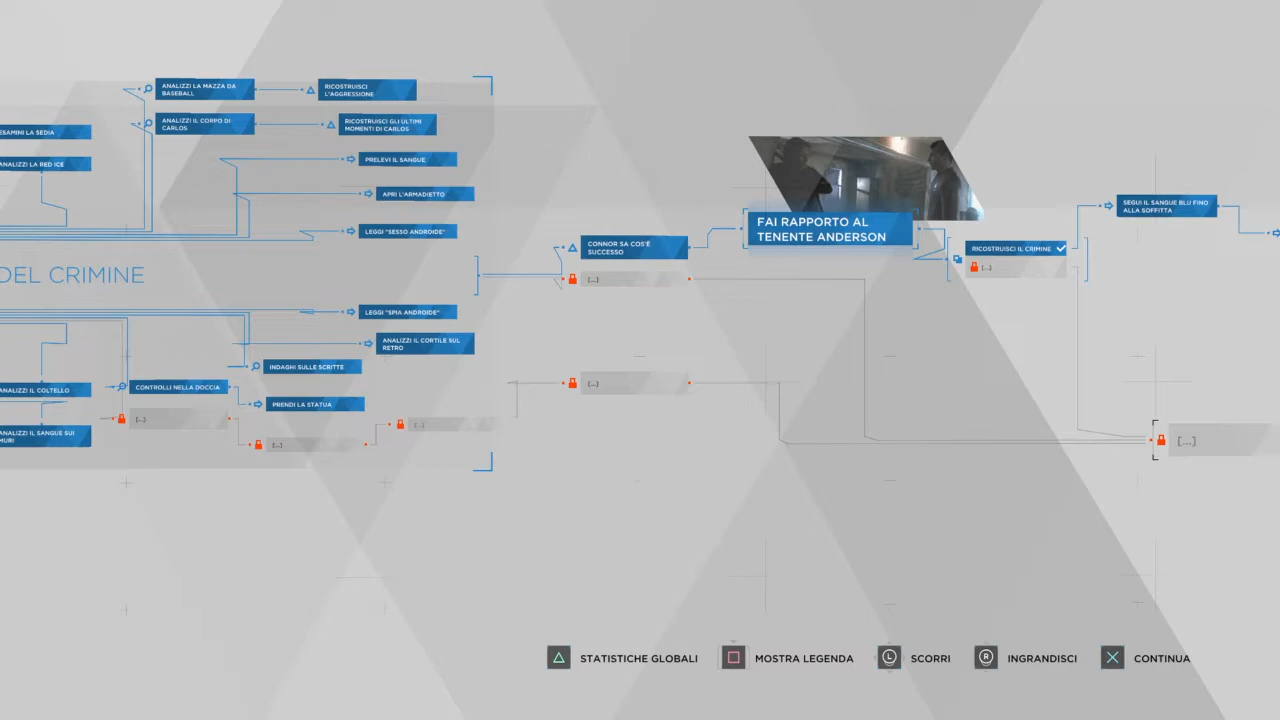 ANALIZZI LA MAZZA DA
BASEBALL
RICOSTRUISCI
L'AGGRESSIONE
ESAMINI LA SEDIA
ANALIZZI IL CORPO DI
CARLOS
RICOSTRUISCI GLI ULTIMI
MOMENTI DI CARLOS
ANALIZZI LA RED ICE
PRELEVI IL SANGUE
APRI L'ARMADIETTO
LEGGI "SESSO ANDROIDE"
DEL CRIMINE
CONNOR SA COS'È
SUCCESSO
[...]
FAI RAPPORTO AL
TENENTE ANDERSON
RICOSTRUISCI IL CRIMINE
[...]
SEGUI IL SANGUE BLU FINO
ALLA SOFFITTA
LEGGI "SPIA ANDROIDE"
ANALIZZI IL CORTILE SUL
RETRO
INDAGHI SULLE SCRITTE
ANALIZZI IL COLTELLO
CONTROLLI NELLA DOCCIA
PRENDI LA STATUA
[...]
ANALIZZI IL SANGUE SUI
MURI
[...]
[...]
[...]
[...]
STATISTICHE GLOBALI
MOSTRA LEGENDA
L
SCORRI
R
INGRANDISCI
CONTINUA